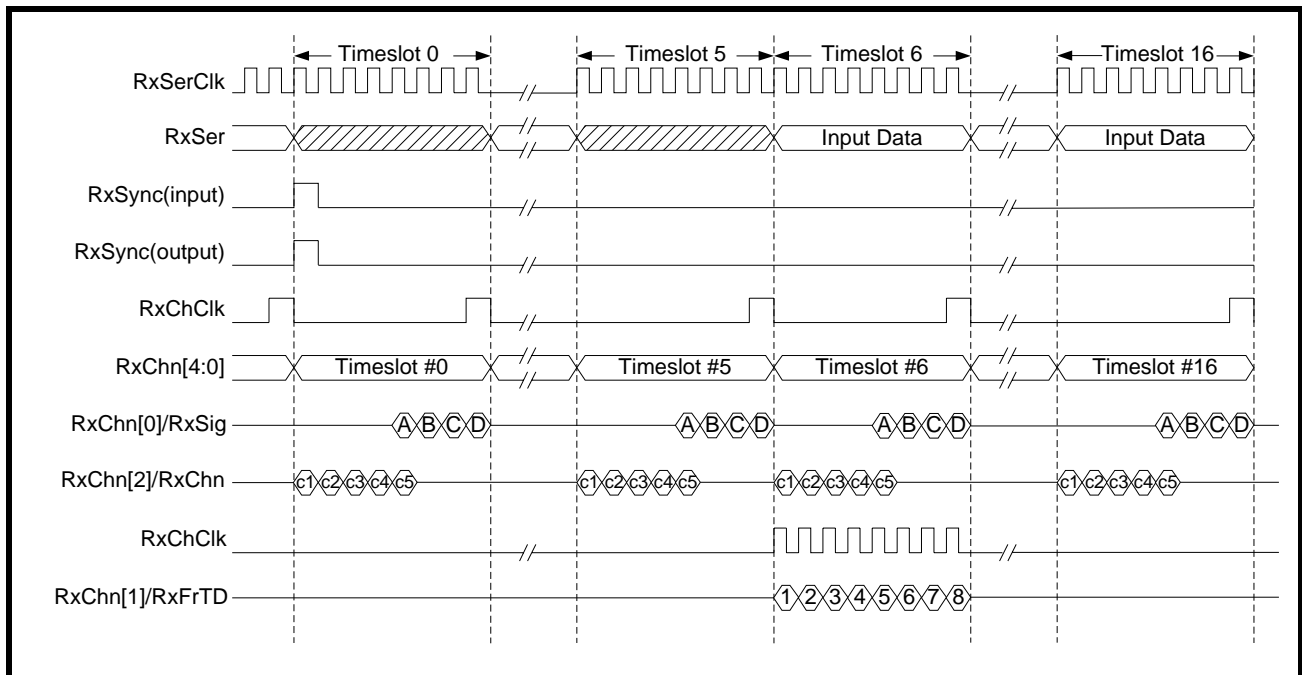 Timeslot 0 Timeslot 5 Timeslot 6 Timeslot 16
RxSerClk
RxSer Input Data Input Data
RxSync(input)
RxSync(output)
RxChClk
RxChn[4:0] Timeslot #0 Timeslot #5 Timeslot #6 Timeslot #16
RxChn[0]/RxSig A B C D A B C D A B C D A B C D
RxChn[2]/RxChn c1 c2 c3 c4 c5 c1 c2 c3 c4 c5 c1 c2 c3 c4 c5 c1 c2 c3 c4 c5
RxChClk
RxChn[1]/RxFrTD 1 2 3 4 5 6 7 8